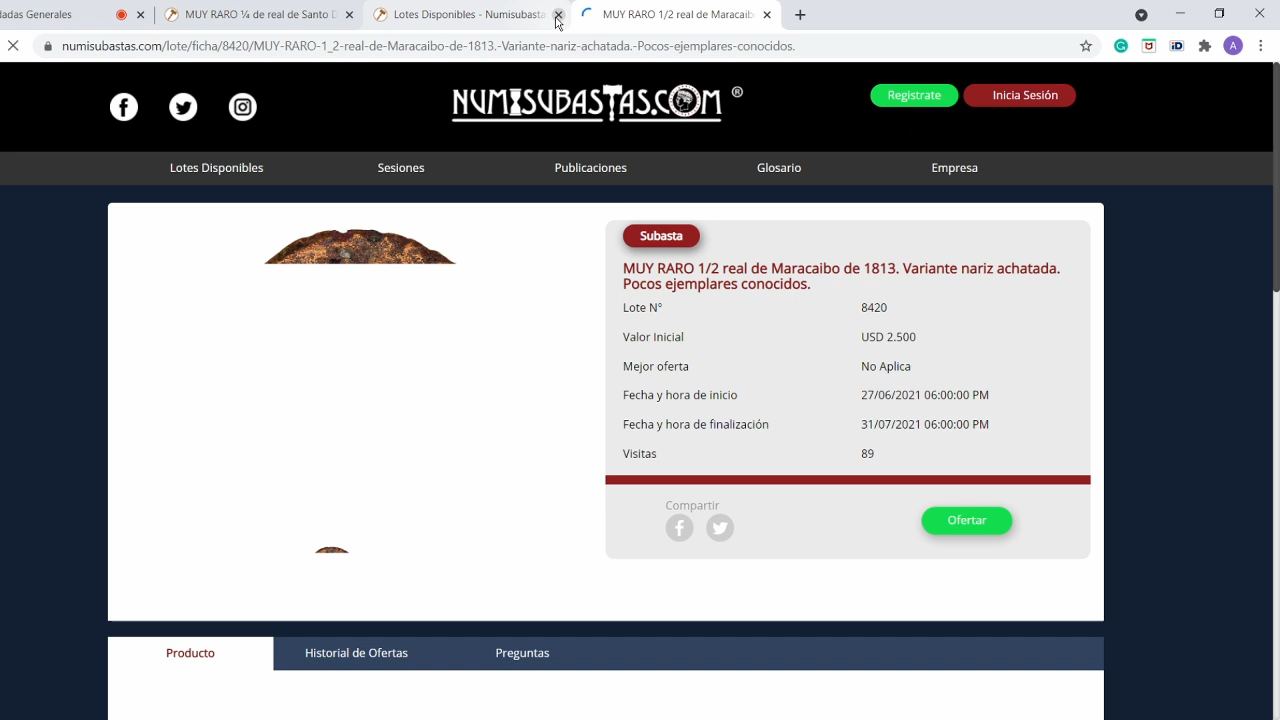 dadas Generales
MUY RARO ¼ de real de Santo D
Lotes Disponibles - Numisubasta
MUY RARO 1/2 real de Maracaib
numisubastas.com/lote/ficha/8420/MUY-RARO-1_2-real-de-Maracaibo-de-1813.-Variante-nariz-achatada.-Pocos-ejemplares-conocidos.
A
NUMISUBASTAS.COM ®
Registrate
Inicia Sesión
Lotes Disponibles
Sesiones
Publicaciones
Glosario
Empresa
Subasta
MUY RARO 1/2 real de Maracaibo de 1813. Variante nariz achatada.
Pocos ejemplares conocidos.
Lote N° 8420
Valor Inicial USD 2.500
Mejor oferta No Aplica
Fecha y hora de inicio 27/06/2021 06:00:00 PM
Fecha y hora de finalización 31/07/2021 06:00:00 PM
Visitas 89
Compartir
Ofertar
Producto
Historial de Ofertas
Preguntas